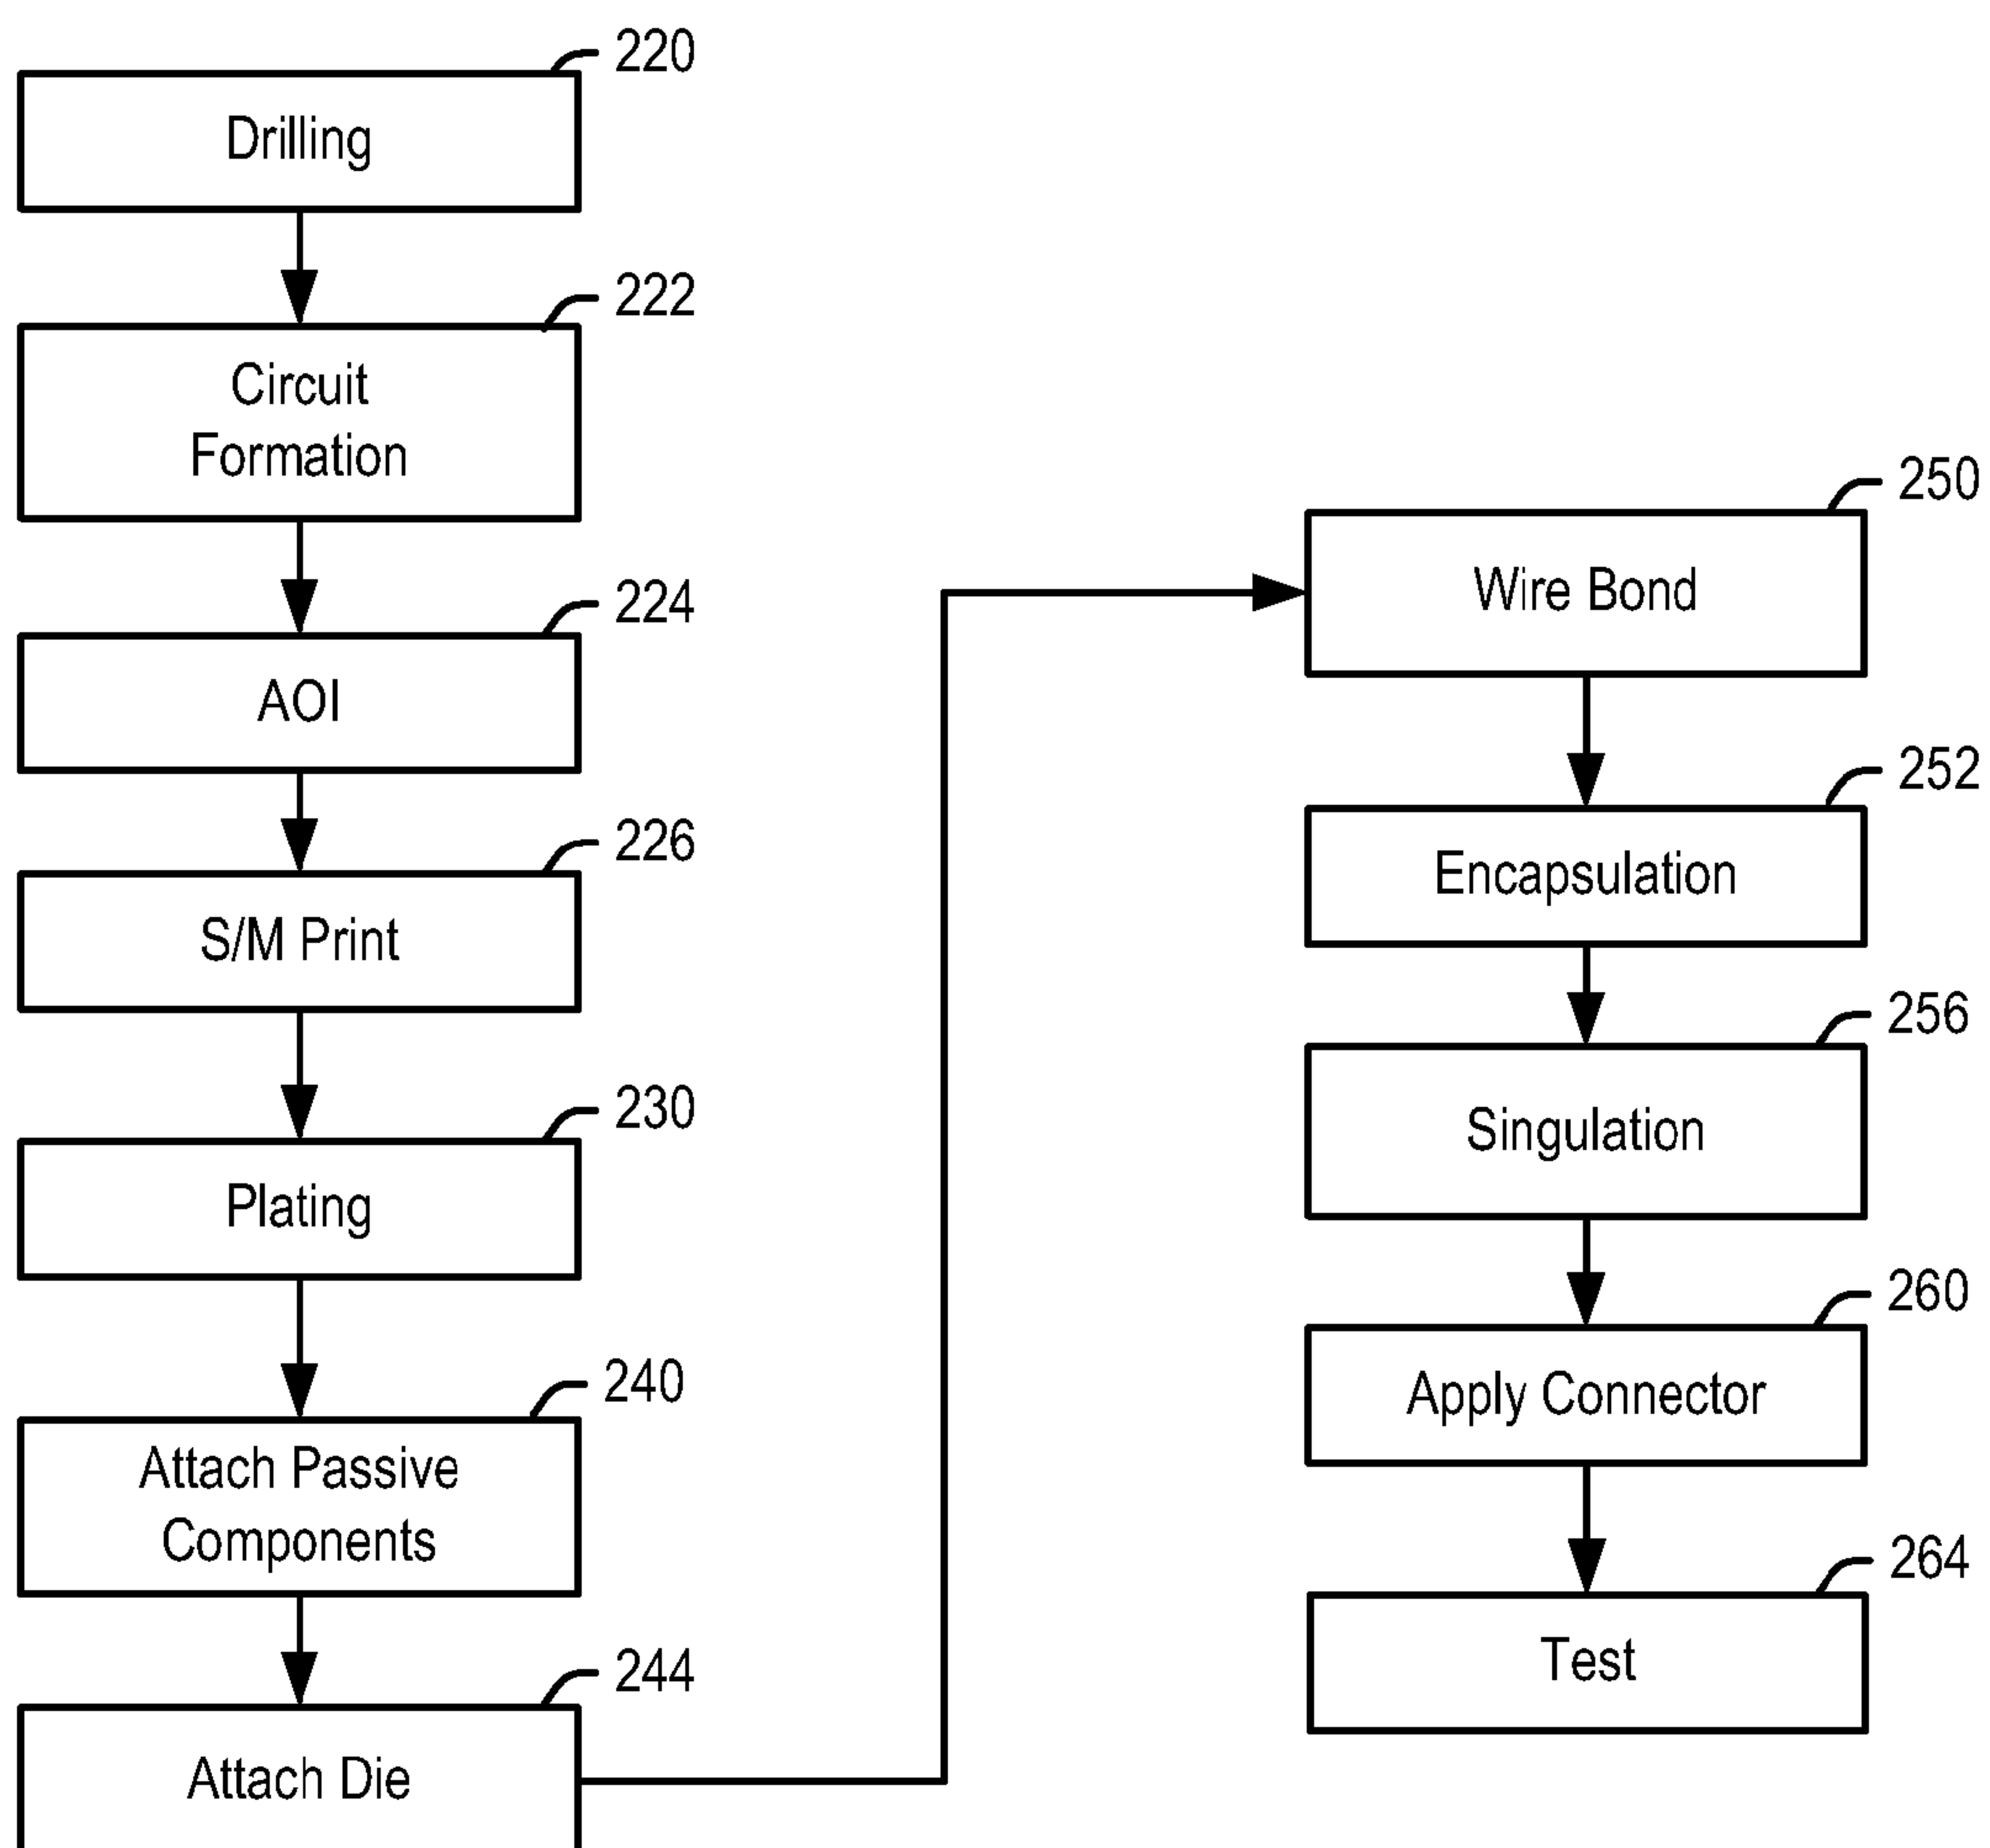 220
Drilling
222
Circuit
Formation
224
AOI
226
S/M Print
230
Plating
240
Attach Passive
Components
244
Attach Die
250
Wire Bond
252
Encapsulation
256
Singulation
260
Apply Connector
264
Test